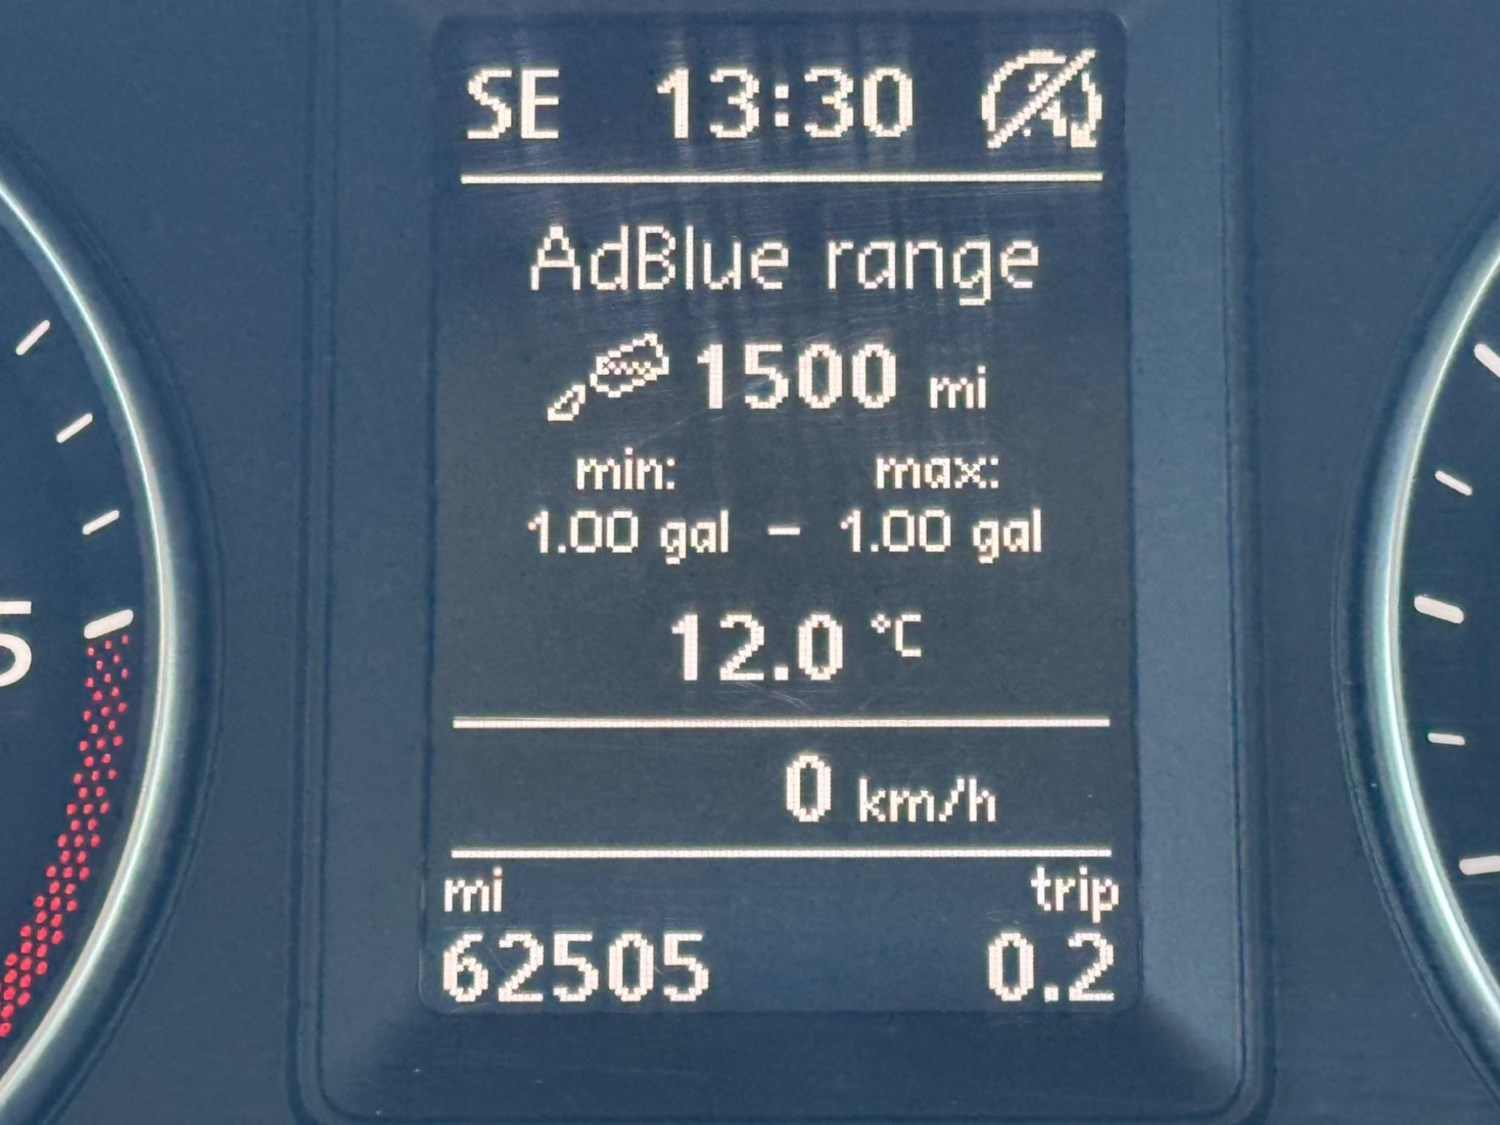 SE 13:30
AdBlue range
1500 mi
min: max:
1.00 gal – 1.00 gal
12.0 °C
5
0 km/h
mi trip
62505 0.2